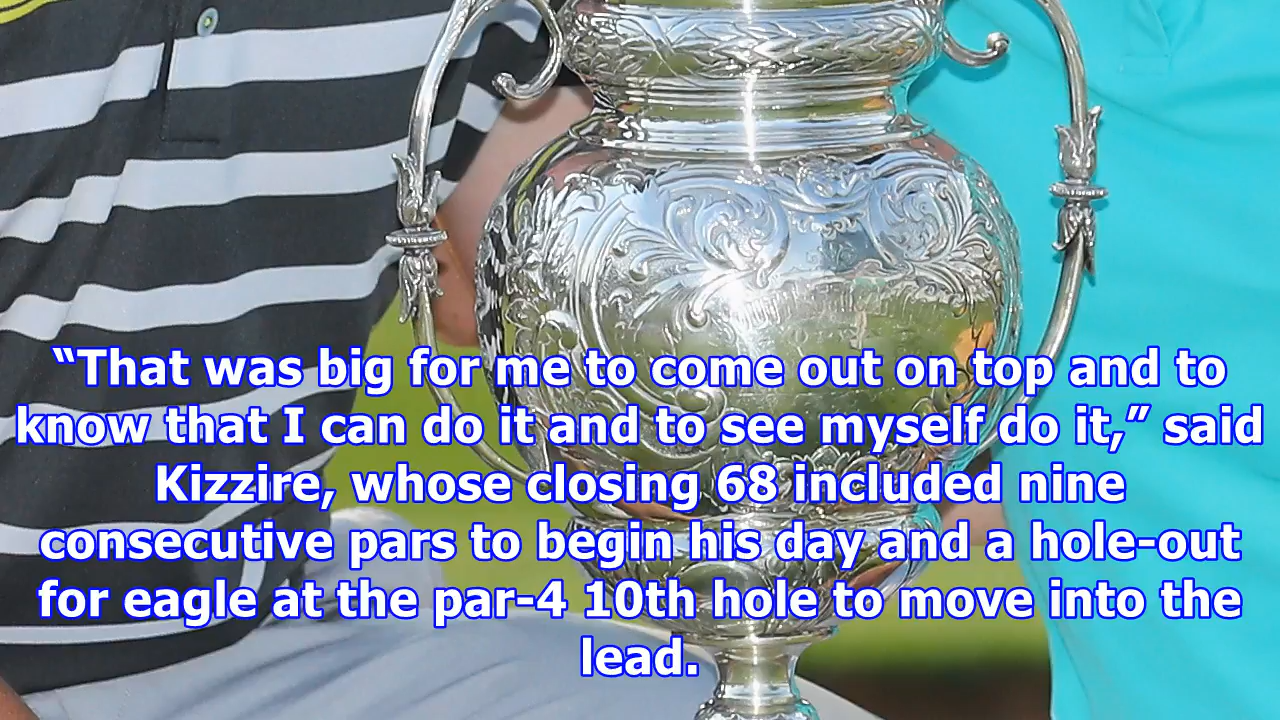 “That was big for me to come out on top and to
know that I can do it and to see myself do it,” said
Kizzire, whose closing 68 included nine
consecutive pars to begin his day and a hole-out
for eagle at the par-4 10th hole to move into the
lead.